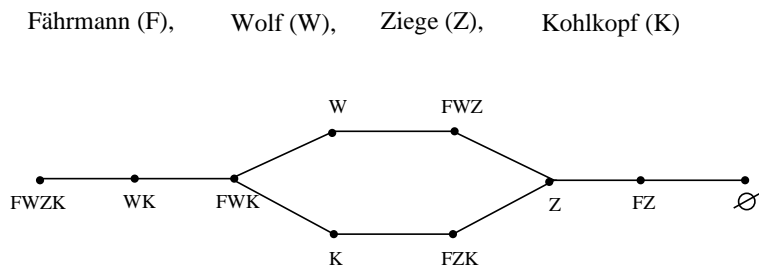 Fährmann (F), Wolf (W), Ziege (Z), Kohlkopf (K)
W FWZ
FWZK WK FWK Z FZ ∅
K FZK